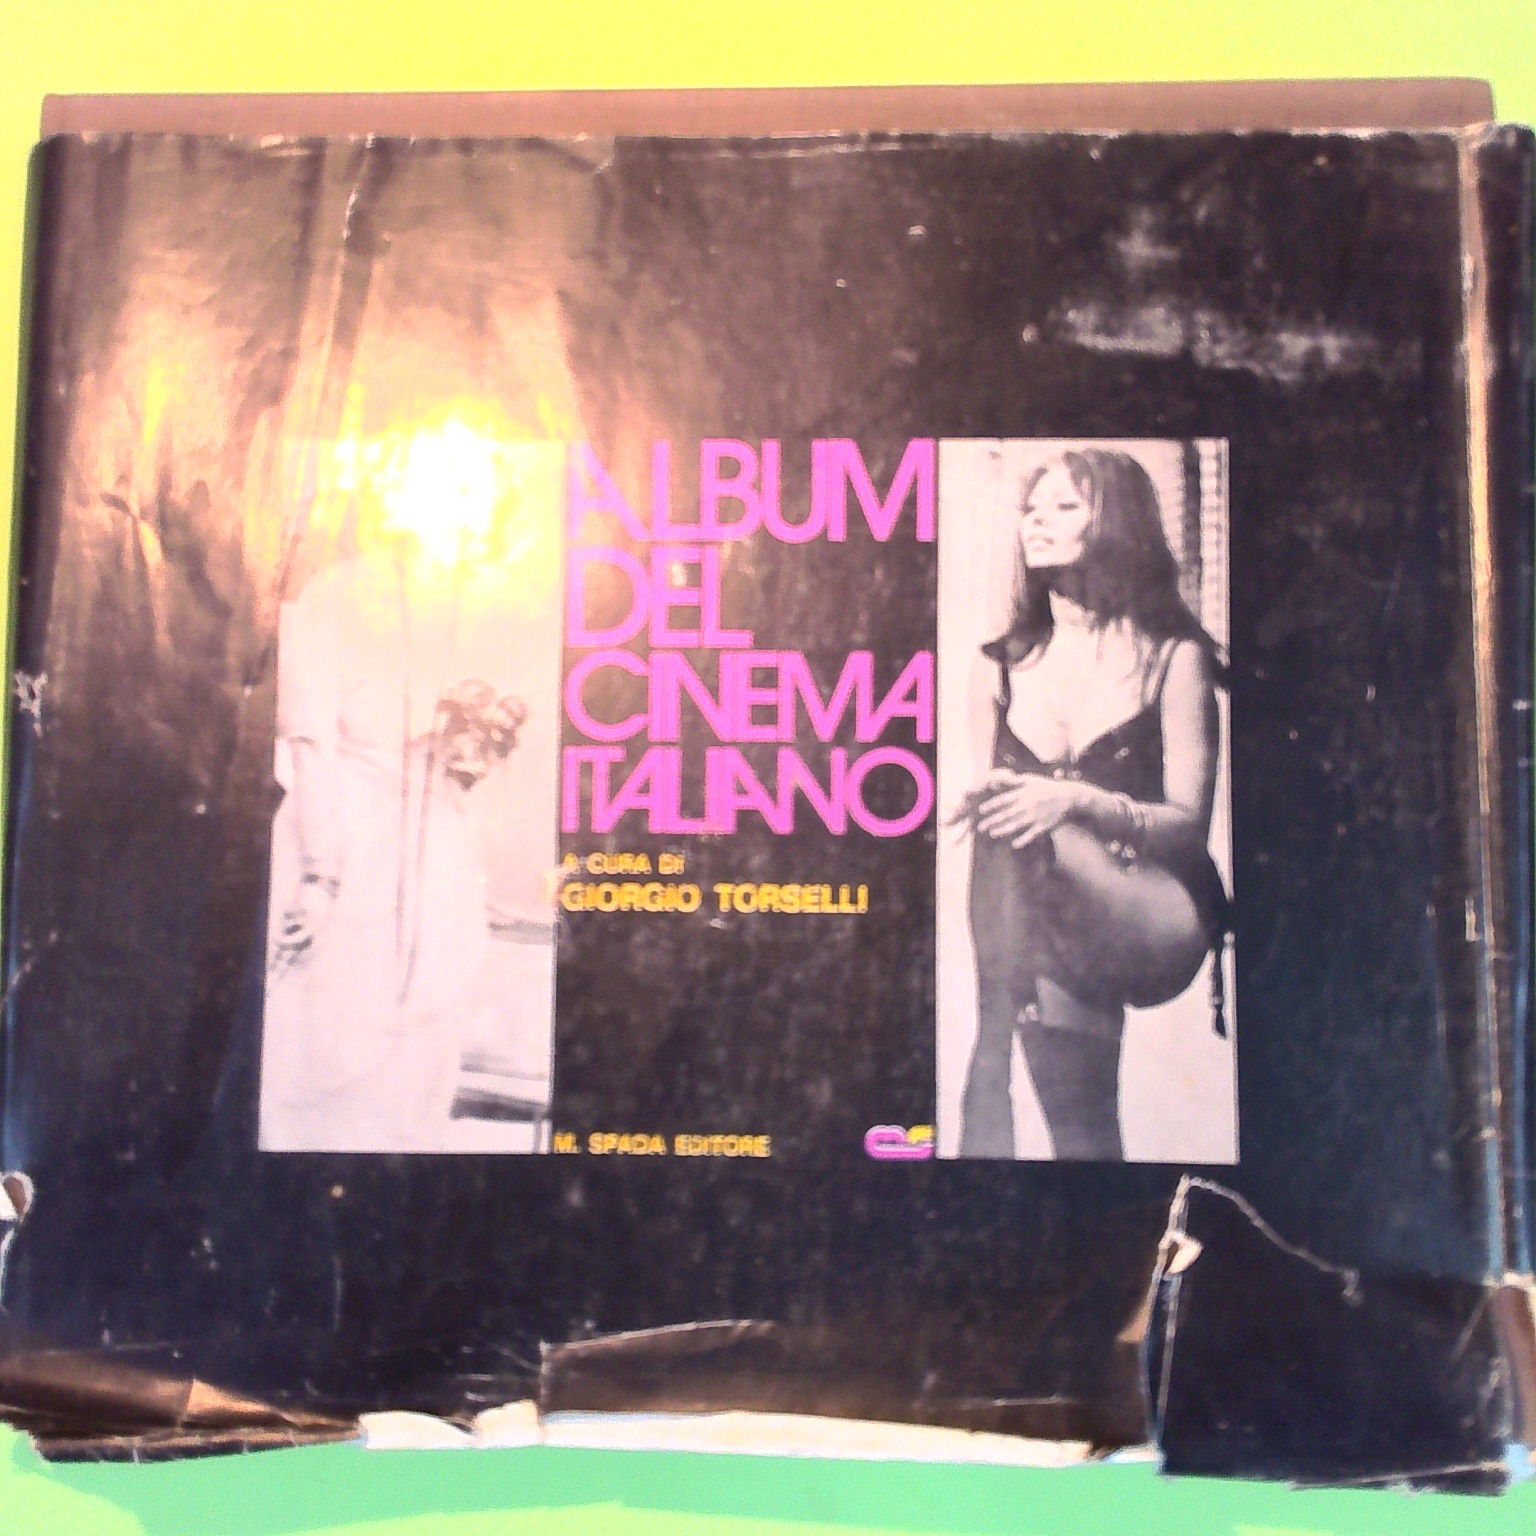 ALBUM
DEL
CINEMA
ITALIANO
A CURA DI
GIORGIO TORSELLI
M. SPADA EDITORE